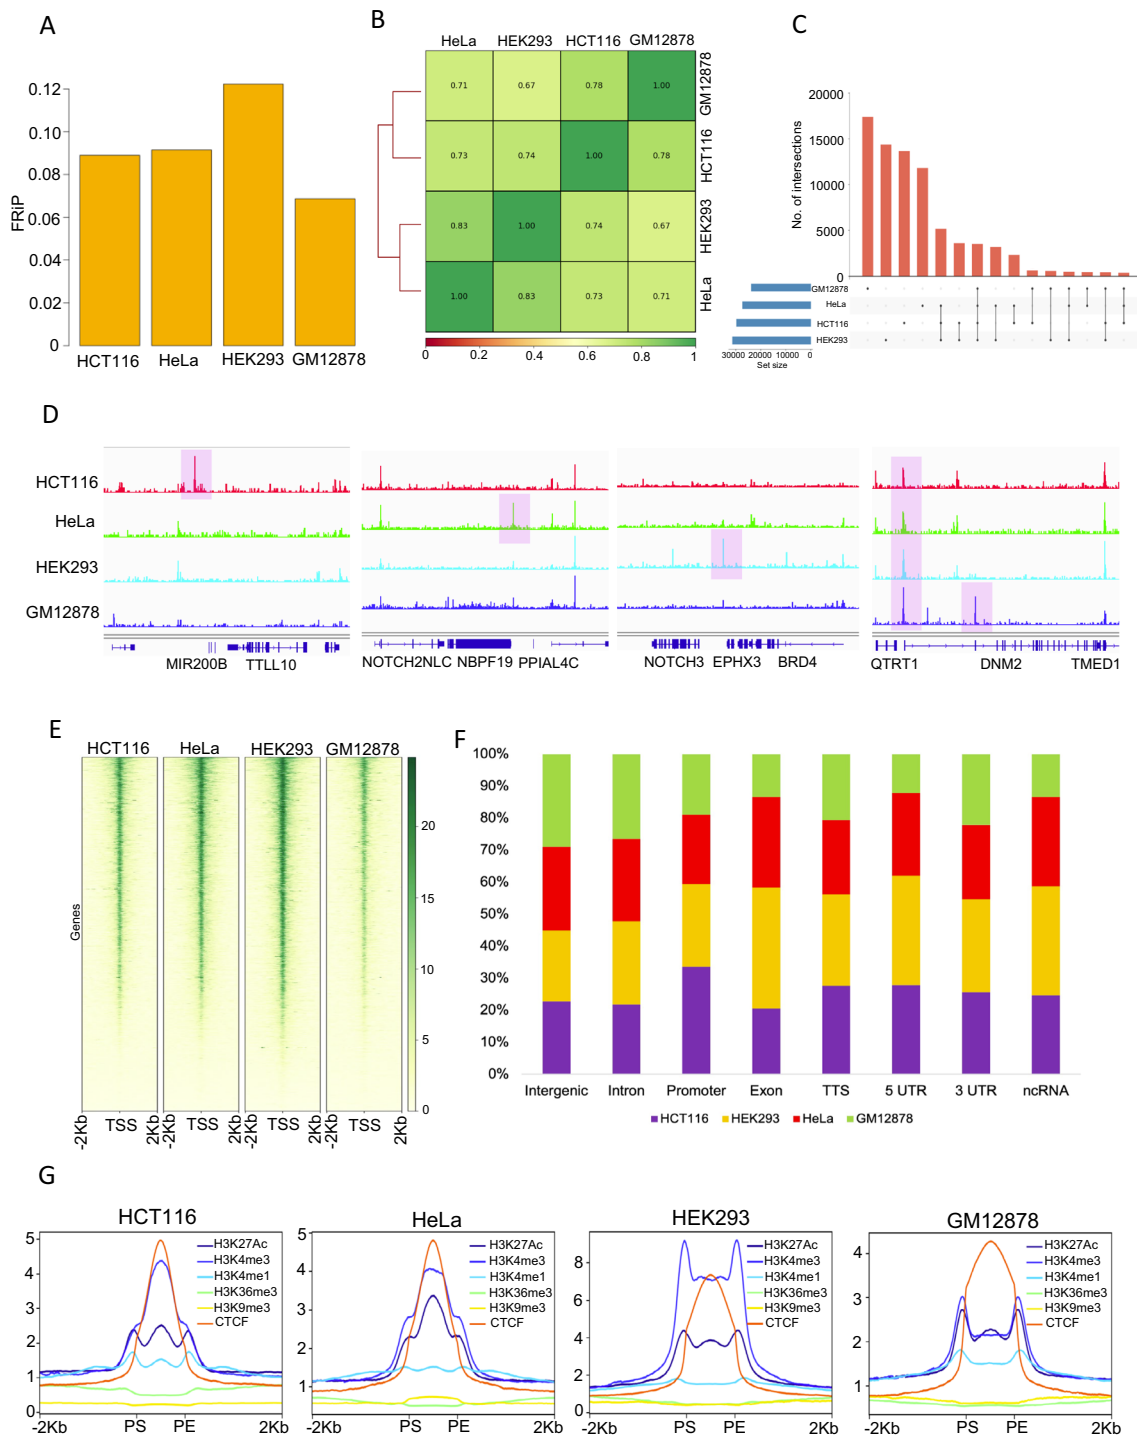 A
0.12
0.10
0.08
0.06
0.04
0.02
0
FRiP
HCT116 HeLa HEK293 GM12878
B
HeLa HEK293 HCT116 GM12878
0.71 0.67 0.78 1.00
0.73 0.74 1.00 0.78
0.83 1.00 0.74 0.67
1.00 0.83 0.73 0.71
GM12878
HCT116
HEK293
HeLa
0 0.2 0.4 0.6 0.8 1
C
20000
15000
10000
5000
0
No. of intersections
GM12878
HeLa
HCT116
HEK293
30000 20000 10000 0
Set size
D
HCT116
HeLa
HEK293
GM12878
MIR200B TTLL10
NOTCH2NLC NBPF19 PPIAL4C
NOTCH3 EPHX3 BRD4
QTRT1 DNM2 TMED1
E
HCT116 HeLa HEK293 GM12878
Genes
20
15
10
5
0
-2Kb TSS 2Kb -2Kb TSS 2Kb -2Kb TSS 2Kb -2Kb TSS 2Kb
F
100%
90%
80%
70%
60%
50%
40%
30%
20%
10%
0%
Intergenic Intron Promoter Exon TTS 5 UTR 3 UTR ncRNA
HCT116 HEK293 HeLa GM12878
G
HCT116
5
4
3
2
1
0
H3K27Ac
H3K4me3
H3K4me1
H3K36me3
H3K9me3
CTCF
-2Kb PS PE 2Kb
HeLa
5
4
3
2
1
0
H3K27Ac
H3K4me3
H3K4me1
H3K36me3
H3K9me3
CTCF
-2Kb PS PE 2Kb
HEK293
8
6
4
2
0
H3K27Ac
H3K4me3
H3K4me1
H3K36me3
H3K9me3
CTCF
-2Kb PS PE 2Kb
GM12878
4
3
2
1
H3K27Ac
H3K4me3
H3K4me1
H3K36me3
H3K9me3
CTCF
-2Kb PS PE 2Kb